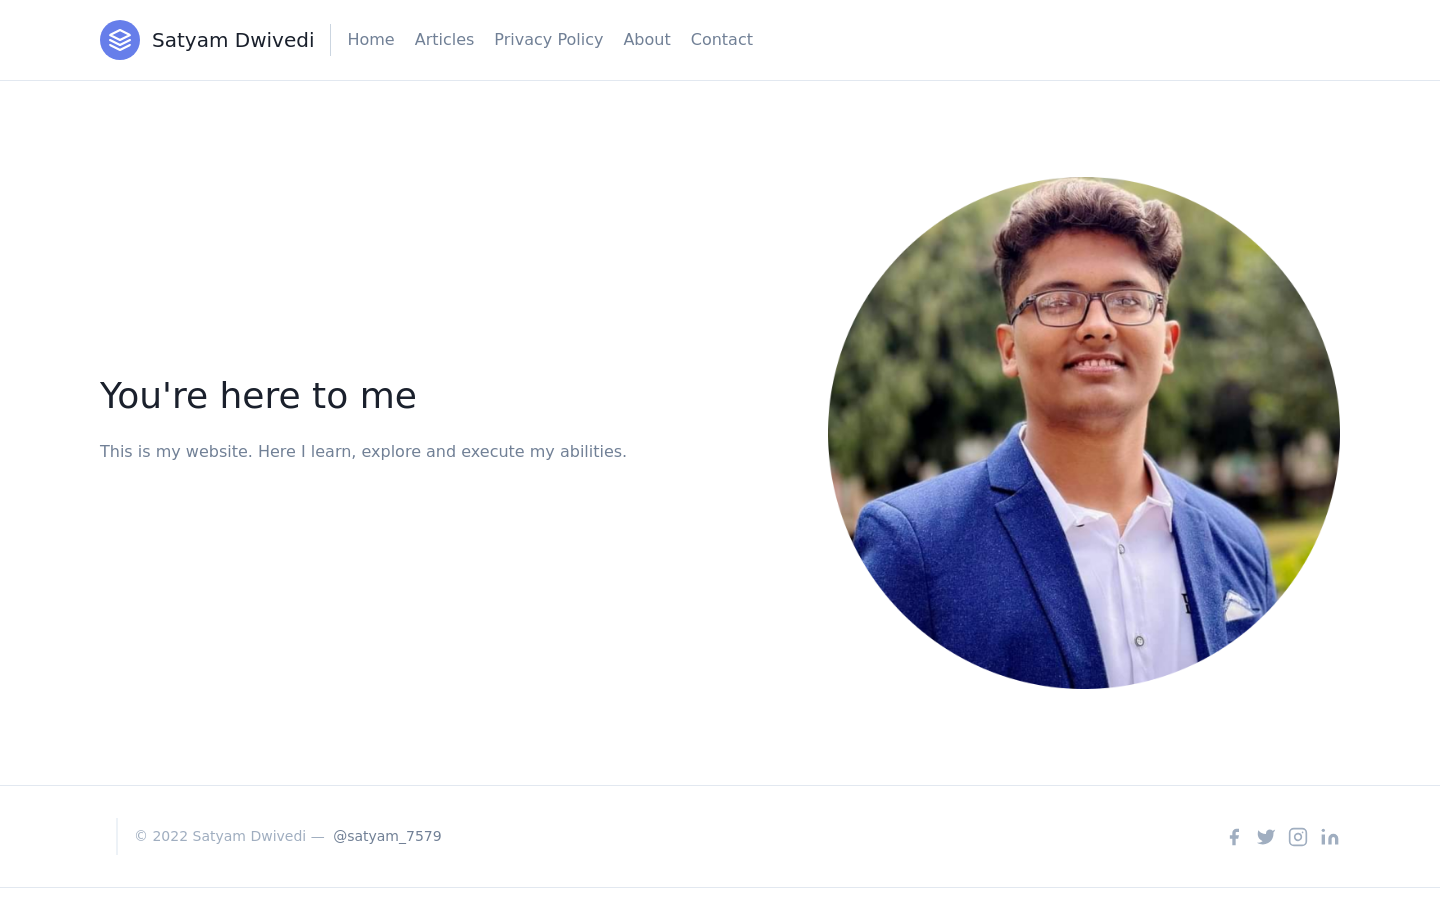 Satyam Dwivedi
Home Articles Privacy Policy About Contact
You're here to me
This is my website. Here I learn, explore and execute my abilities.
© 2022 Satyam Dwivedi — @satyam_7579